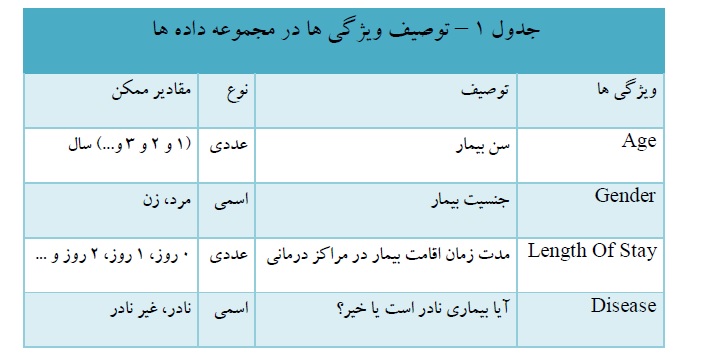 جدول ۱ – توصیف ویژگی ها در مجموعه داده ها
ویژگی ها توصیف نوع مقادیر ممکن
Age سن بیمار عددی (۱ و ۲ و ۳ و...) سال
Gender جنسیت بیمار اسمی مرد، زن
Length Of Stay مدت زمان اقامت بیمار در مراکز درمانی عددی ۰ روز، ۱ روز، ۲ روز و ...
Disease آیا بیماری نادر است یا خیر؟ اسمی نادر، غیر نادر